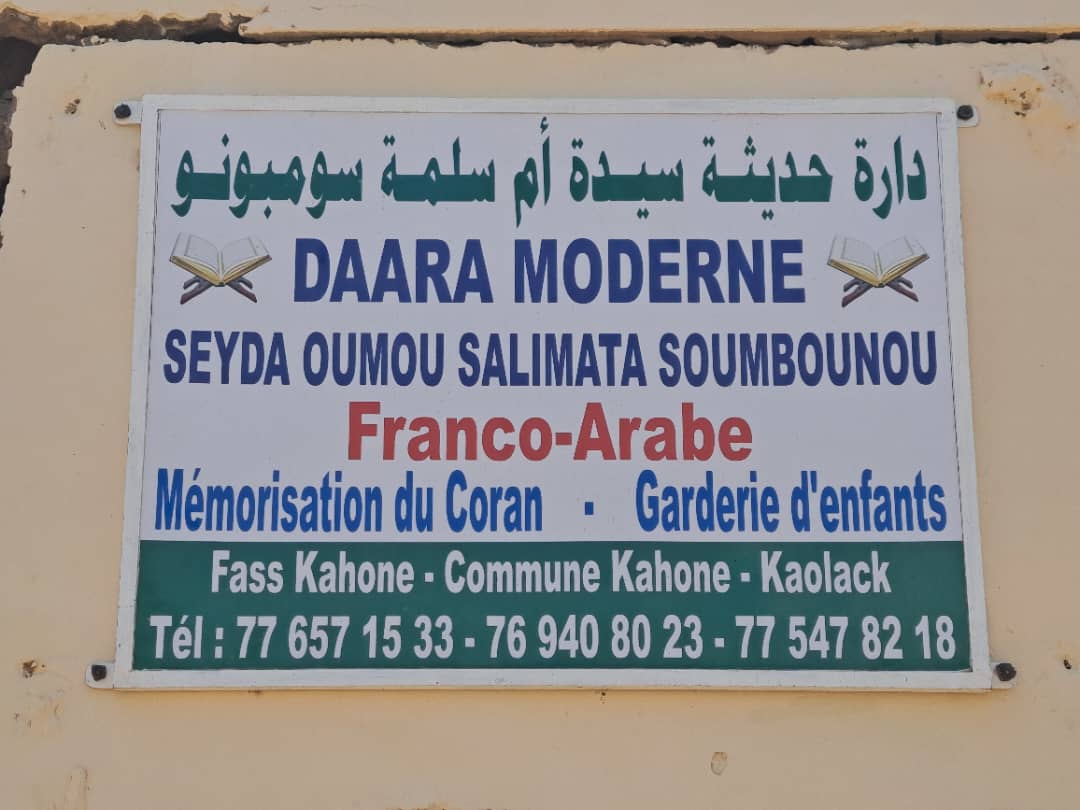 دارة حديثة سيدة أم سلمة سومبونو
DAARA MODERNE
SEYDA OUMOU SALIMATA SOUMBOUNOU
Franco-Arabe
Mémorisation du Coran - Garderie d'enfants
Fass Kahone - Commune Kahone - Kaolack
Tél : 77 657 15 33 - 76 940 80 23 - 77 547 82 18